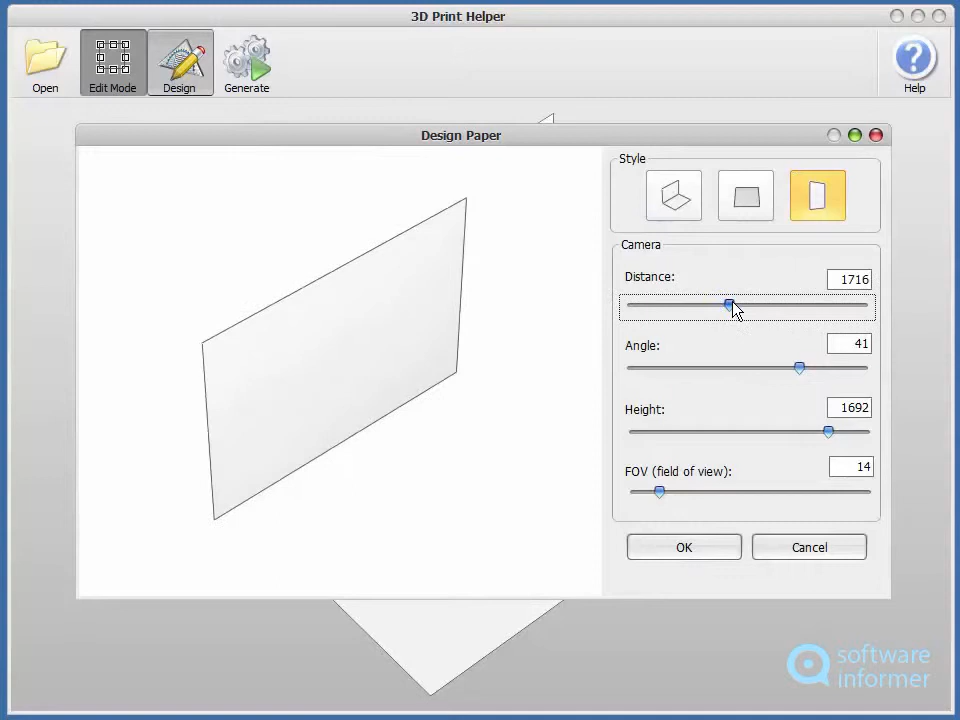 3D Print Helper
Open
Edit Mode
Design
Generate
Help
Design Paper
Style
Camera
Distance:
1716
Angle:
41
Height:
1692
FOV (field of view):
14
OK
Cancel
software
informer